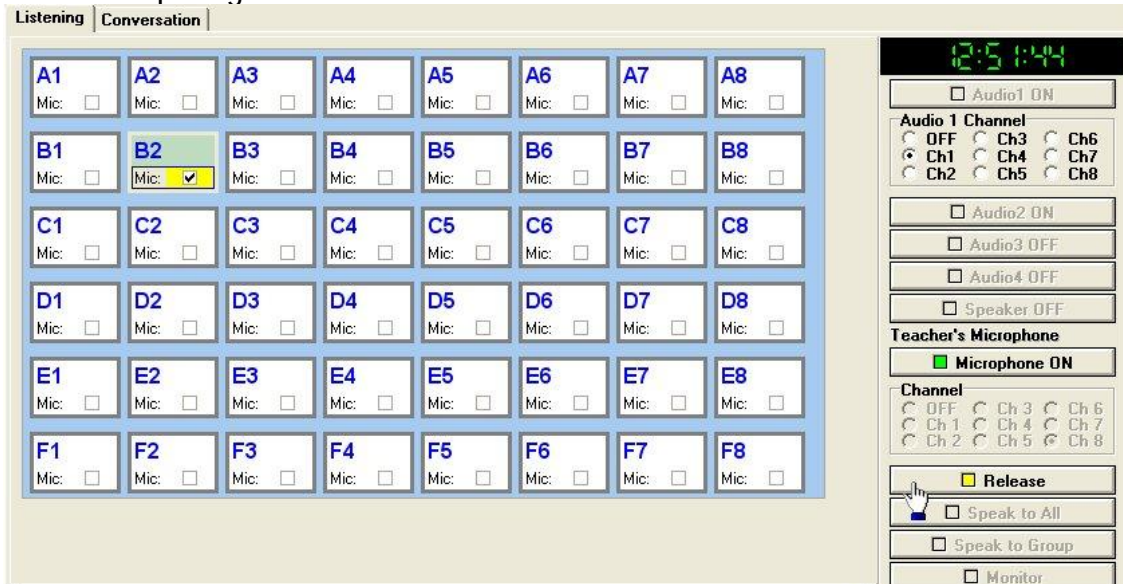 Listening Conversation
12:51:44
A1 A2 A3 A4 A5 A6 A7 A8
Mic: Mic: Mic: Mic: Mic: Mic: Mic: Mic:
B1 B2 B3 B4 B5 B6 B7 B8
Mic: Mic: Mic: Mic: Mic: Mic: Mic: Mic:
C1 C2 C3 C4 C5 C6 C7 C8
Mic: Mic: Mic: Mic: Mic: Mic: Mic: Mic:
D1 D2 D3 D4 D5 D6 D7 D8
Mic: Mic: Mic: Mic: Mic: Mic: Mic: Mic:
E1 E2 E3 E4 E5 E6 E7 E8
Mic: Mic: Mic: Mic: Mic: Mic: Mic: Mic:
F1 F2 F3 F4 F5 F6 F7 F8
Mic: Mic: Mic: Mic: Mic: Mic: Mic: Mic:
Audio1 ON
Audio 1 Channel
OFF Ch3 Ch6
Ch1 Ch4 Ch7
Ch2 Ch5 Ch8
Audio2 ON
Audio3 OFF
Audio4 OFF
Speaker OFF
Teacher's Microphone
Microphone ON
Channel
OFF Ch 3 Ch 6
Ch 1 Ch 4 Ch 7
Ch 2 Ch 5 Ch 8
Release
Speak to All
Speak to Group
Monitor